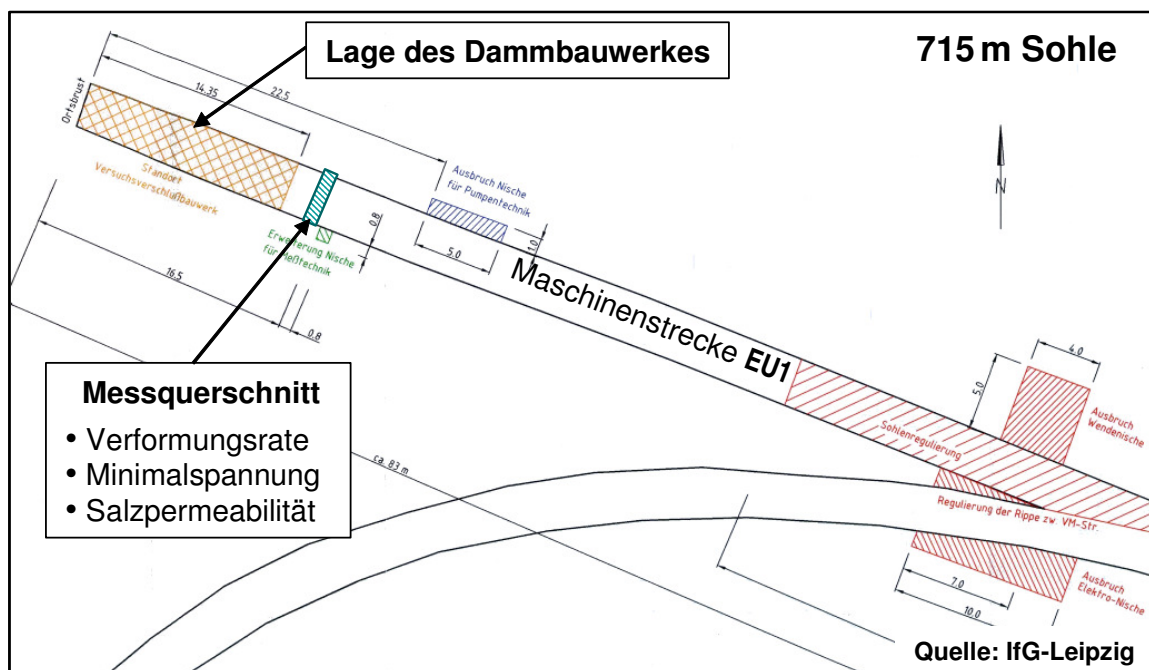 Lage des Dammbauwerkes
715 m Sohle
22.5
14.35
Ortsbrust
Standort
Versuchsverschlußbauwerk
Ausbruch Nische
für Pumpentechnik
N
0.8
1.0
5.0
Erweiterung Nische
für Meßtechnik
16.5
0.8
Maschinenstrecke EU1
4.0
5.0
Ausbruch
Wendenische
Sohlenregulierung
Messquerschnitt
• Verformungsrate
• Minimalspannung
• Salzpermeabilität
ca. 83 m
Regulierung der Rippe zw. VM-Str.
7.0
10.0
Ausbruch
Elektro-Nische
Quelle: IfG-Leipzig